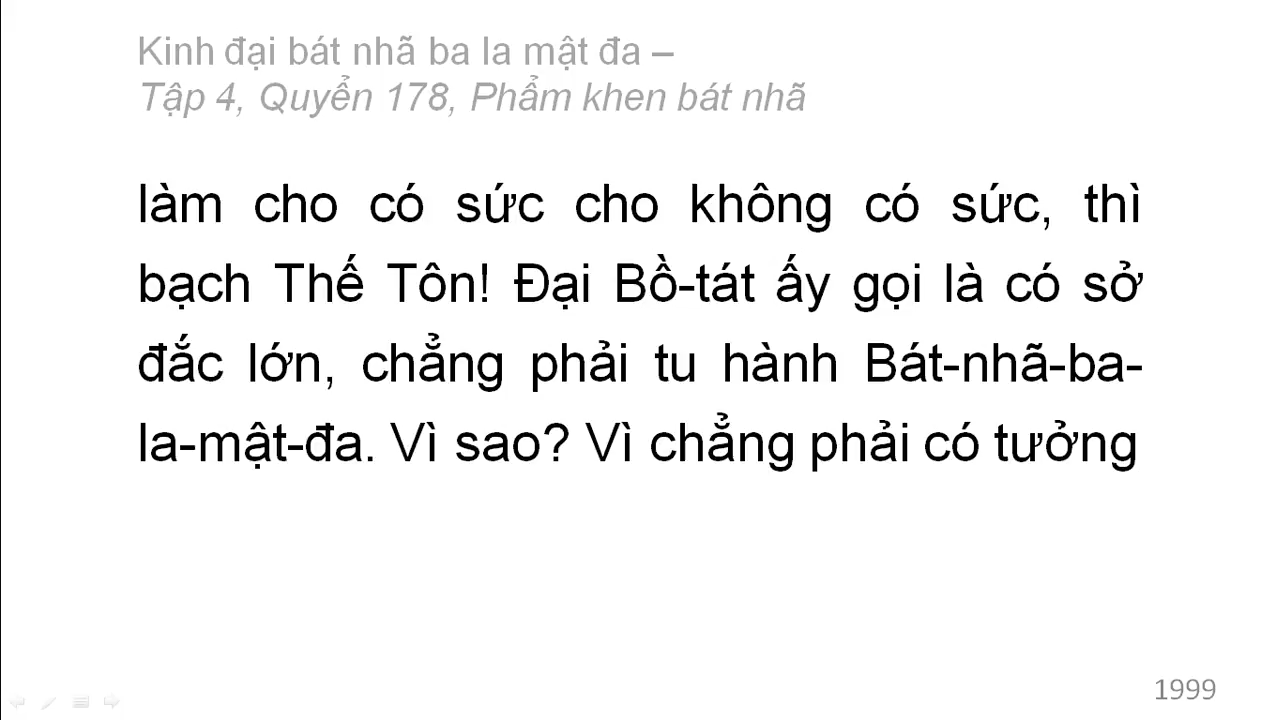 Kinh đại bát nhã ba la mật đa –
Tập 4, Quyển 178, Phẩm khen bát nhã
làm cho có sức cho không có sức, thì
bạch Thế Tôn! Đại Bồ-tát ấy gọi là có sở
đắc lớn, chẳng phải tu hành Bát-nhã-ba-
la-mật-đa. Vì sao? Vì chẳng phải có tưởng
1999